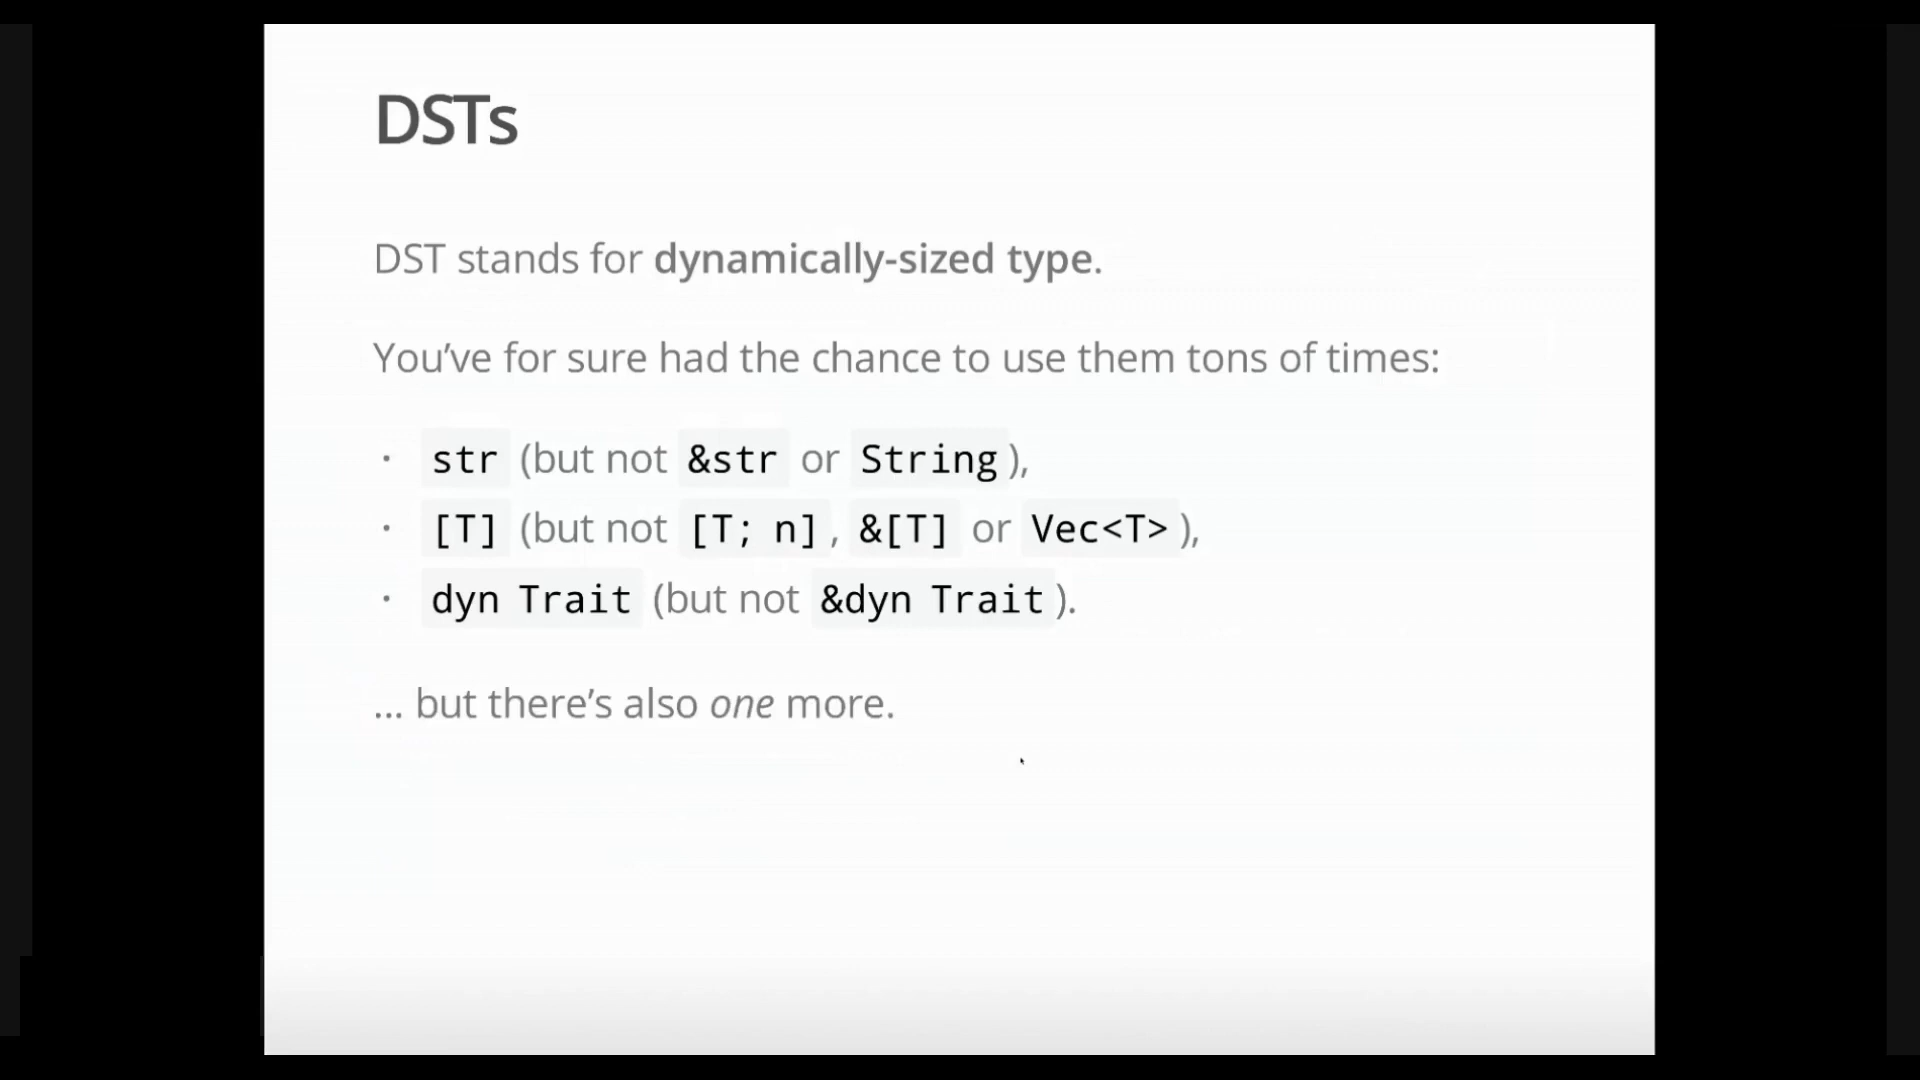 DSTs
DST stands for dynamically-sized type.
You’ve for sure had the chance to use them tons of times:
· str (but not &str or String),
· [T] (but not [T; n], &[T] or Vec<T>),
· dyn Trait (but not &dyn Trait).
... but there’s also one more.